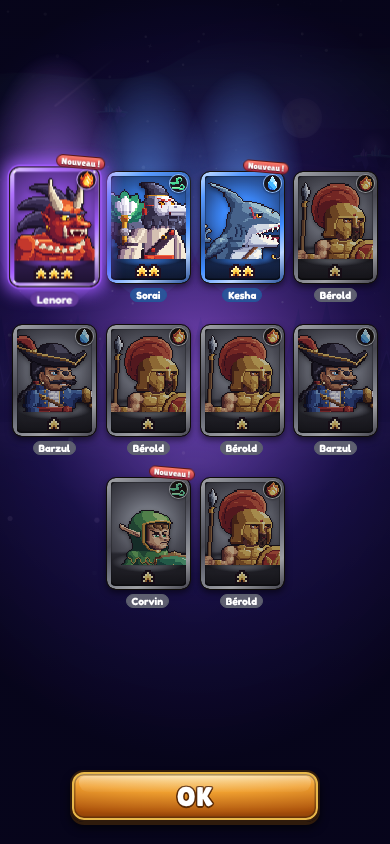 Nouveau !
Nouveau !
Lenore
Sorai
Kesha
Bérold
Barzul
Bérold
Bérold
Barzul
Nouveau !
Corvin
Bérold
OK